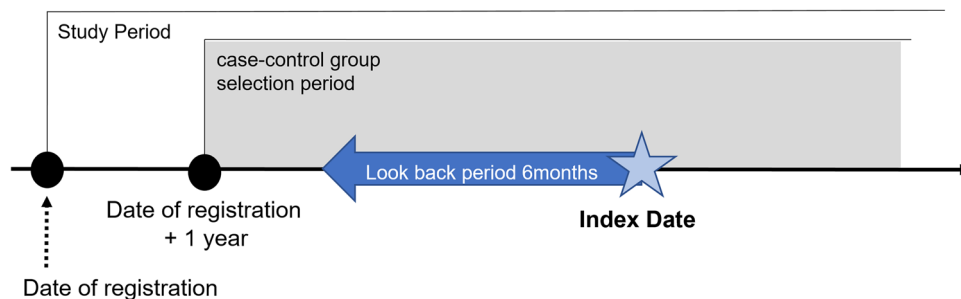 Study Period
case-control group
selection period
Look back period 6months
Date of registration
+ 1 year
Index Date
Date of registration